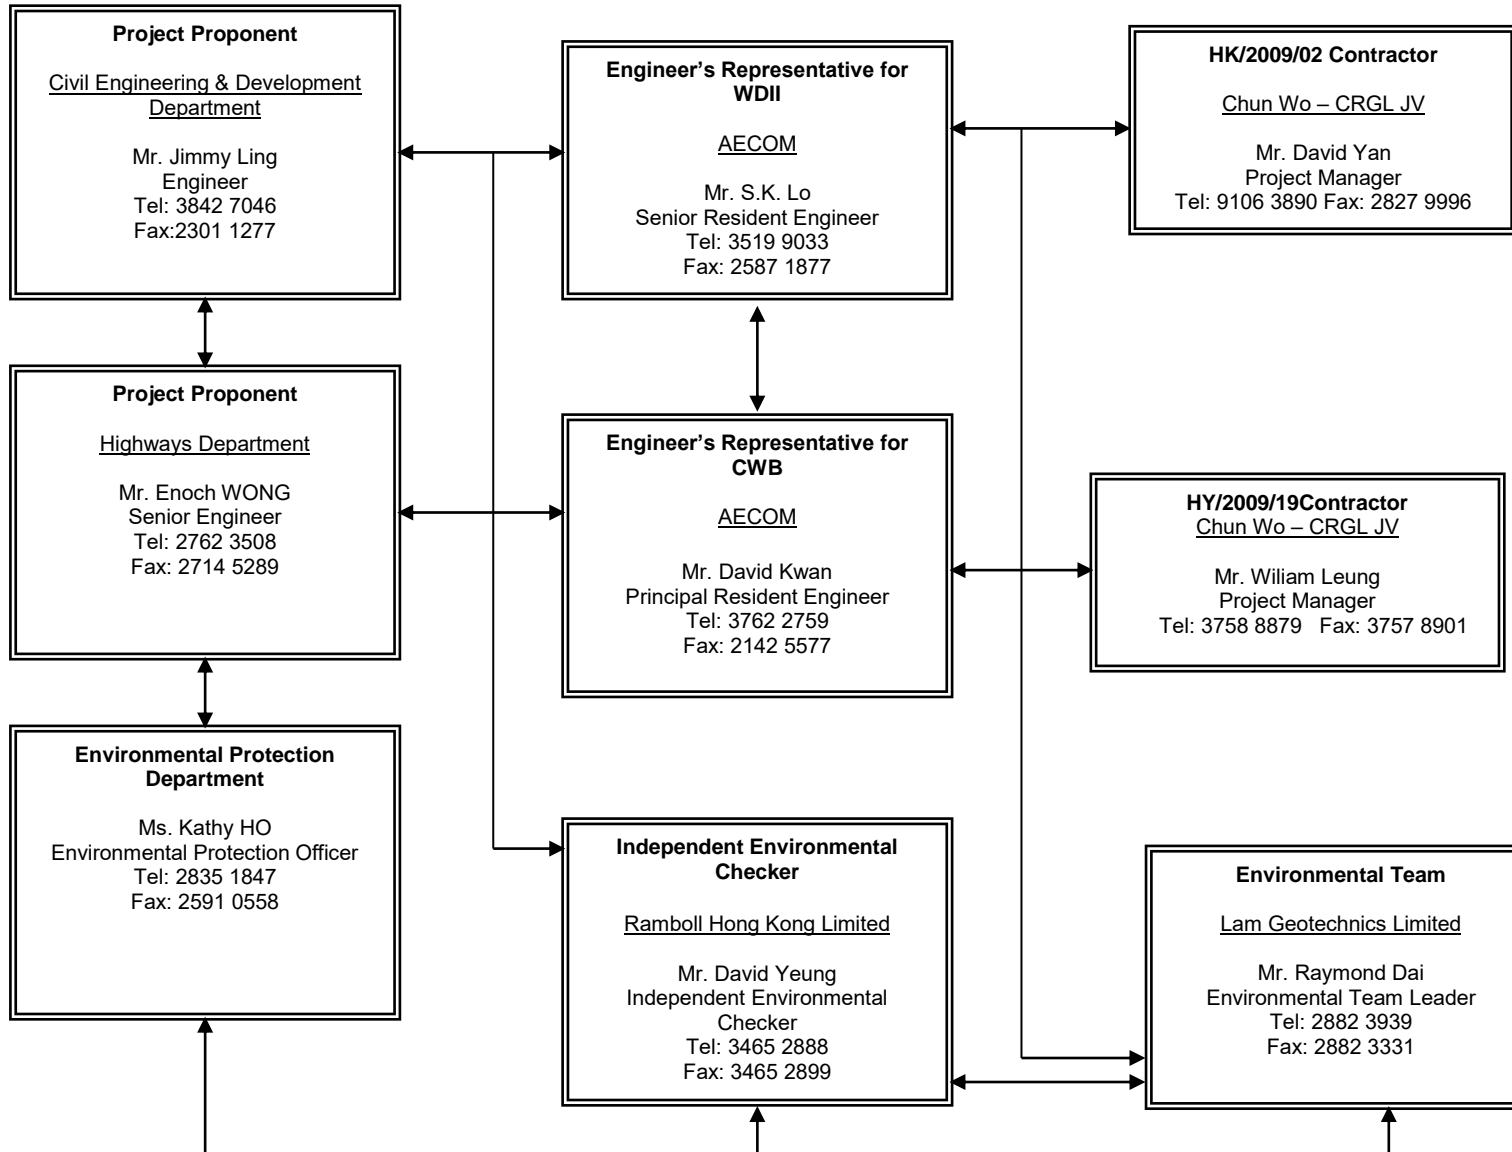 Project Proponent
Civil Engineering & Development
Department
Mr. Jimmy Ling
Engineer
Tel: 3842 7046
Fax:2301 1277
Engineer’s Representative for
WDII
AECOM
Mr. S.K. Lo
Senior Resident Engineer
Tel: 3519 9033
Fax: 2587 1877
HK/2009/02 Contractor
Chun Wo – CRGL JV
Mr. David Yan
Project Manager
Tel: 9106 3890 Fax: 2827 9996
Project Proponent
Highways Department
Mr. Enoch WONG
Senior Engineer
Tel: 2762 3508
Fax: 2714 5289
Engineer’s Representative for
CWB
AECOM
Mr. David Kwan
Principal Resident Engineer
Tel: 3762 2759
Fax: 2142 5577
HY/2009/19Contractor
Chun Wo – CRGL JV
Mr. Wiliam Leung
Project Manager
Tel: 3758 8879   Fax: 3757 8901
Environmental Protection
Department
Ms. Kathy HO
Environmental Protection Officer
Tel: 2835 1847
Fax: 2591 0558
Independent Environmental
Checker
Ramboll Hong Kong Limited
Mr. David Yeung
Independent Environmental
Checker
Tel: 3465 2888
Fax: 3465 2899
Environmental Team
Lam Geotechnics Limited
Mr. Raymond Dai
Environmental Team Leader
Tel: 2882 3939
Fax: 2882 3331